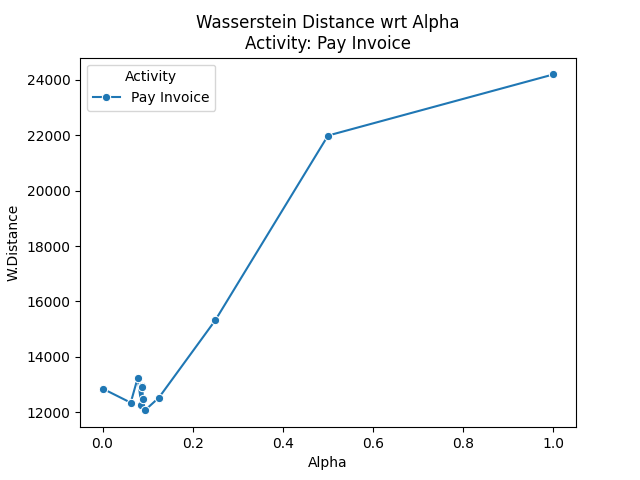 Wasserstein Distance wrt Alpha
Activity: Pay Invoice
Activity
Pay Invoice
24000
22000
20000
18000
16000
14000
12000
W.Distance
0.0 0.2 0.4 0.6 0.8 1.0
Alpha